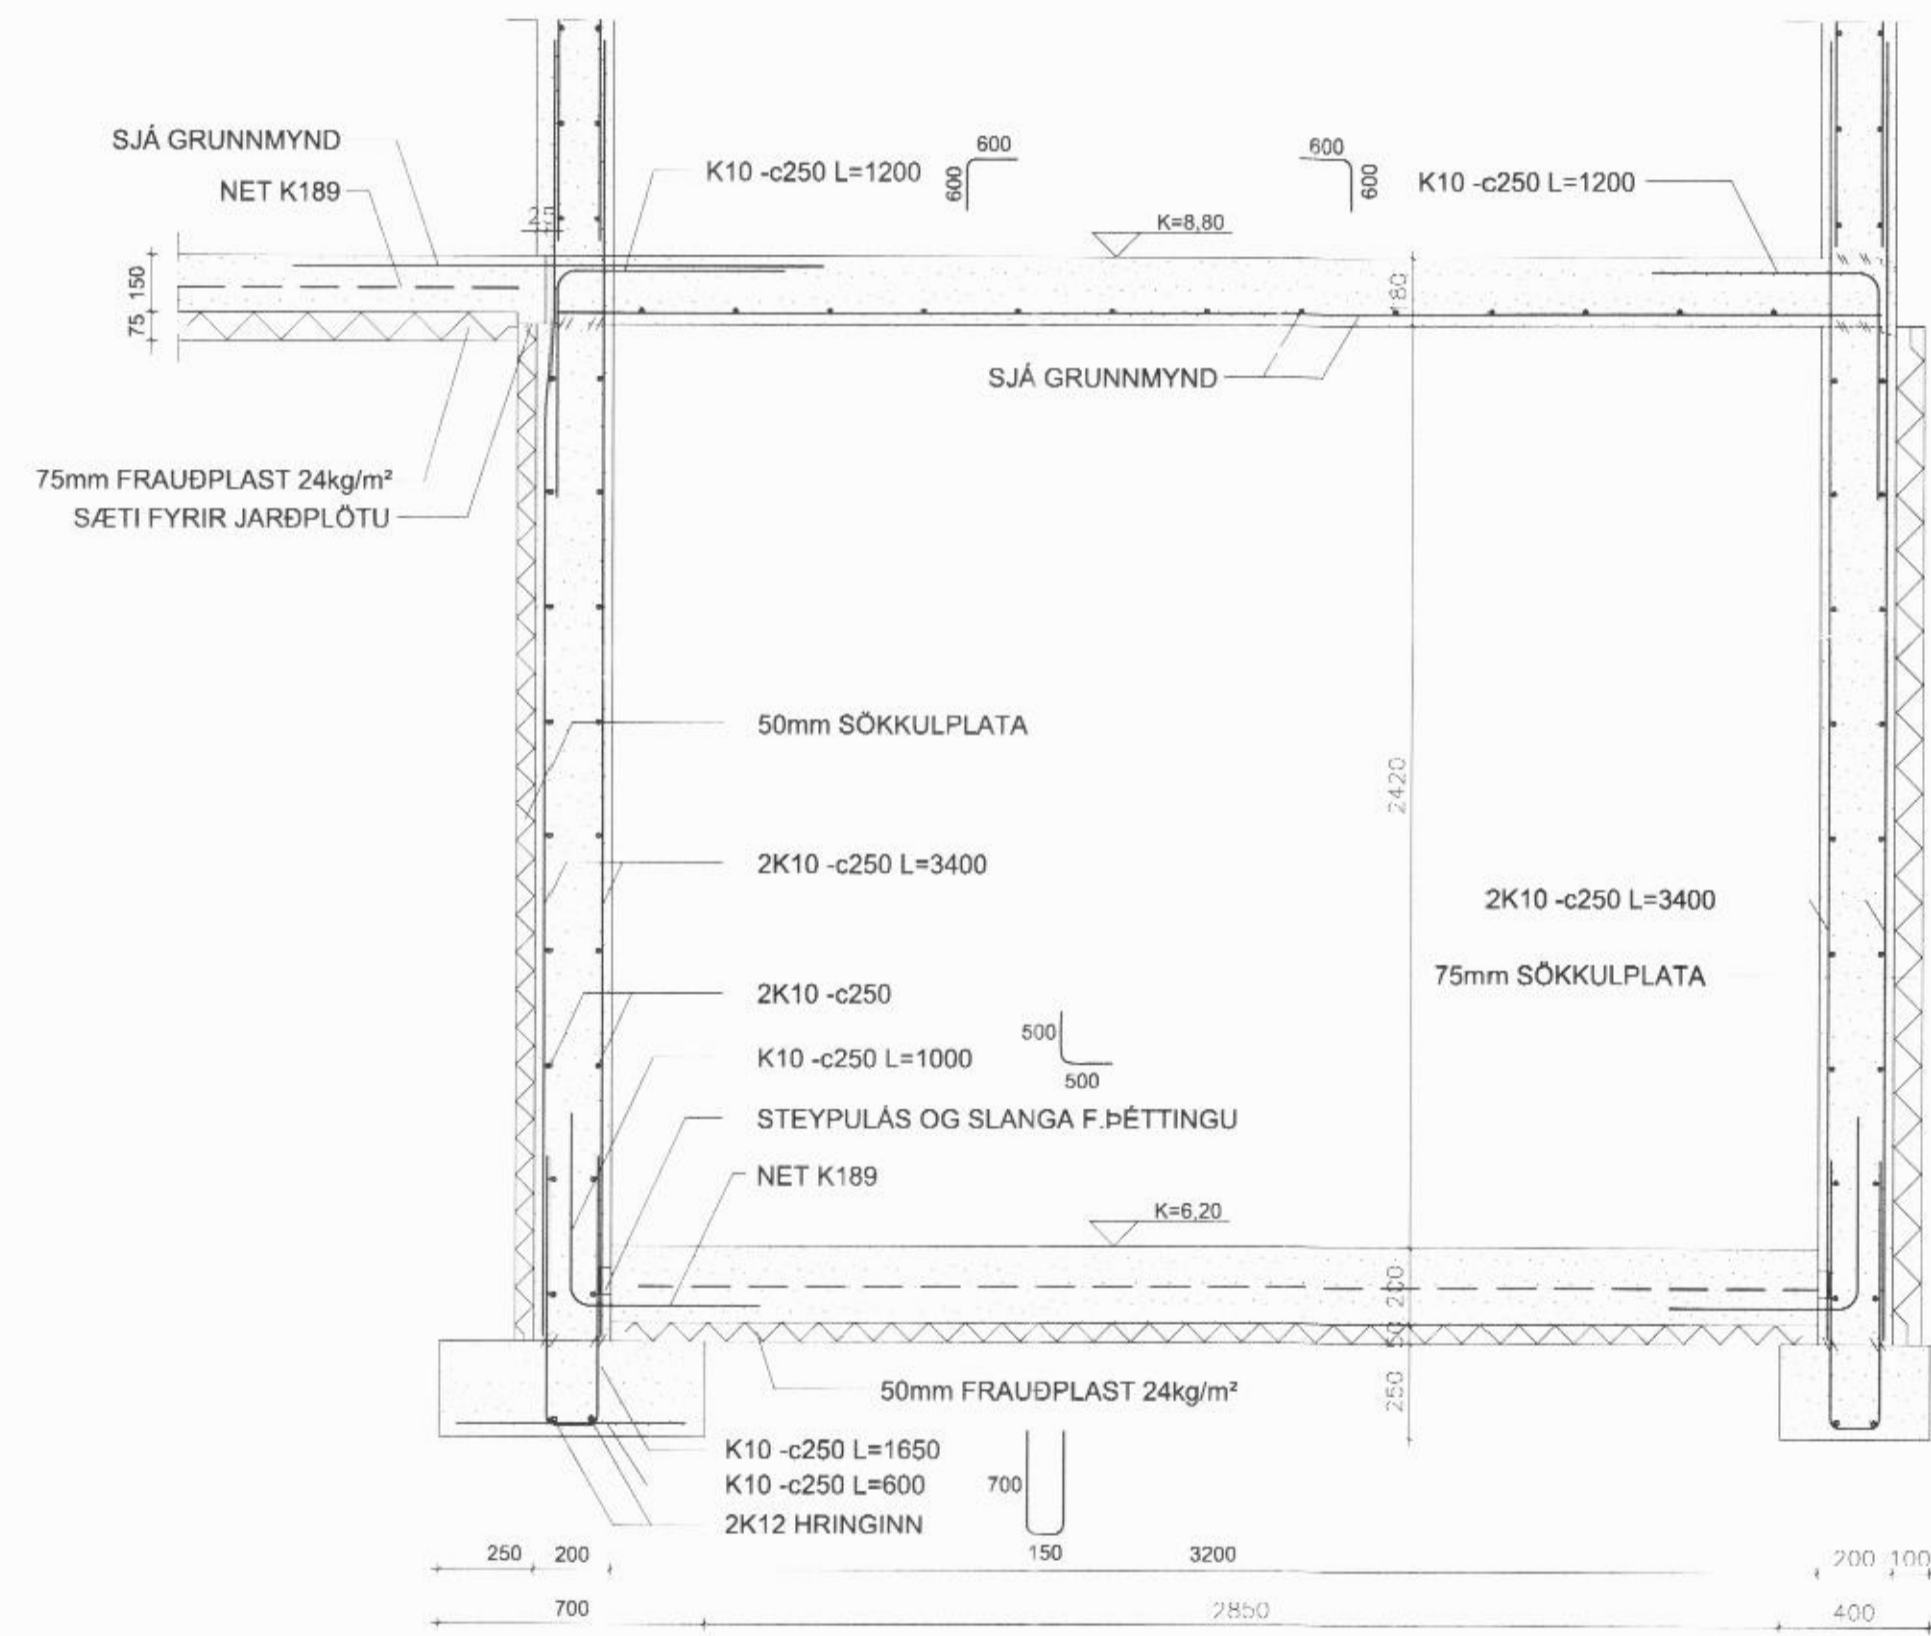 SJÁ GRUNNMYND
NET K189
K10 -c250 L=1200
600
600
600
600
K10 -c250 L=1200
K=8,80
150
75
180
SJÁ GRUNNMYND
75mm FRAUÐPLAST 24kg/m²
SÆTI FYRIR JARÐPLÖTU
50mm SÖKKULPLATA
2420
2K10 -c250 L=3400
2K10 -c250 L=3400
75mm SÖKKULPLATA
2K10 -c250
500
500
K10 -c250 L=1000
STEYPULÁS OG SLANGA F.ÞÉTTINGU
NET K189
K=6,20
200
50
250
50mm FRAUÐPLAST 24kg/m²
K10 -c250 L=1650
K10 -c250 L=600
2K12 HRINGINN
700
150
250 200
3200
200 100
700
2850
400